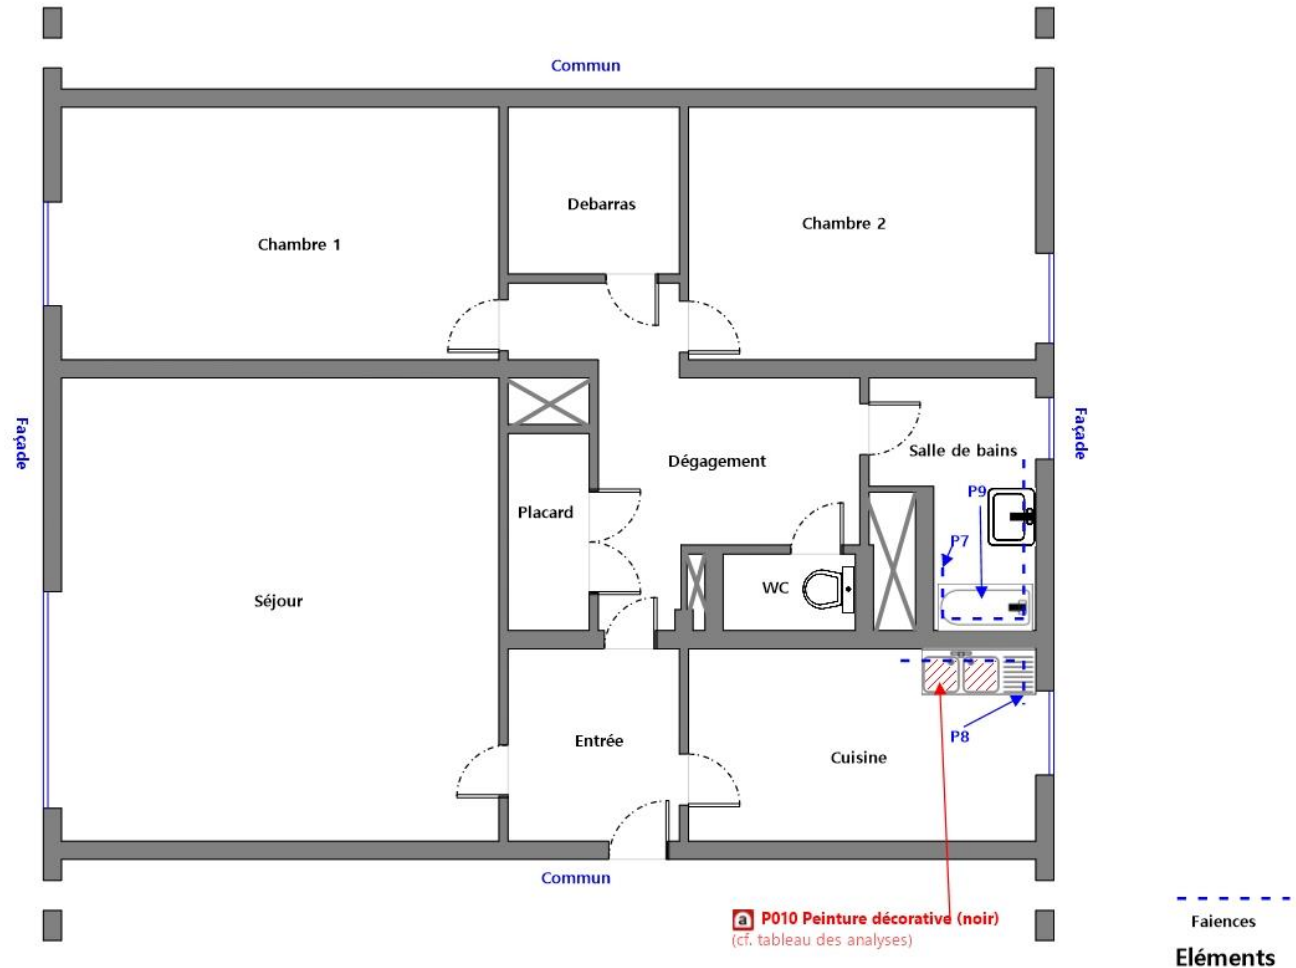 Commun
Debarras
Chambre 2
Chambre 1
Façade
Façade
Salle de bains
Dégagement
P9
Placard
P7
WC
Séjour
P8
Entrée
Cuisine
Commun
a P010 Peinture décorative (noir)
(cf. tableau des analyses)
Faiences
Eléments